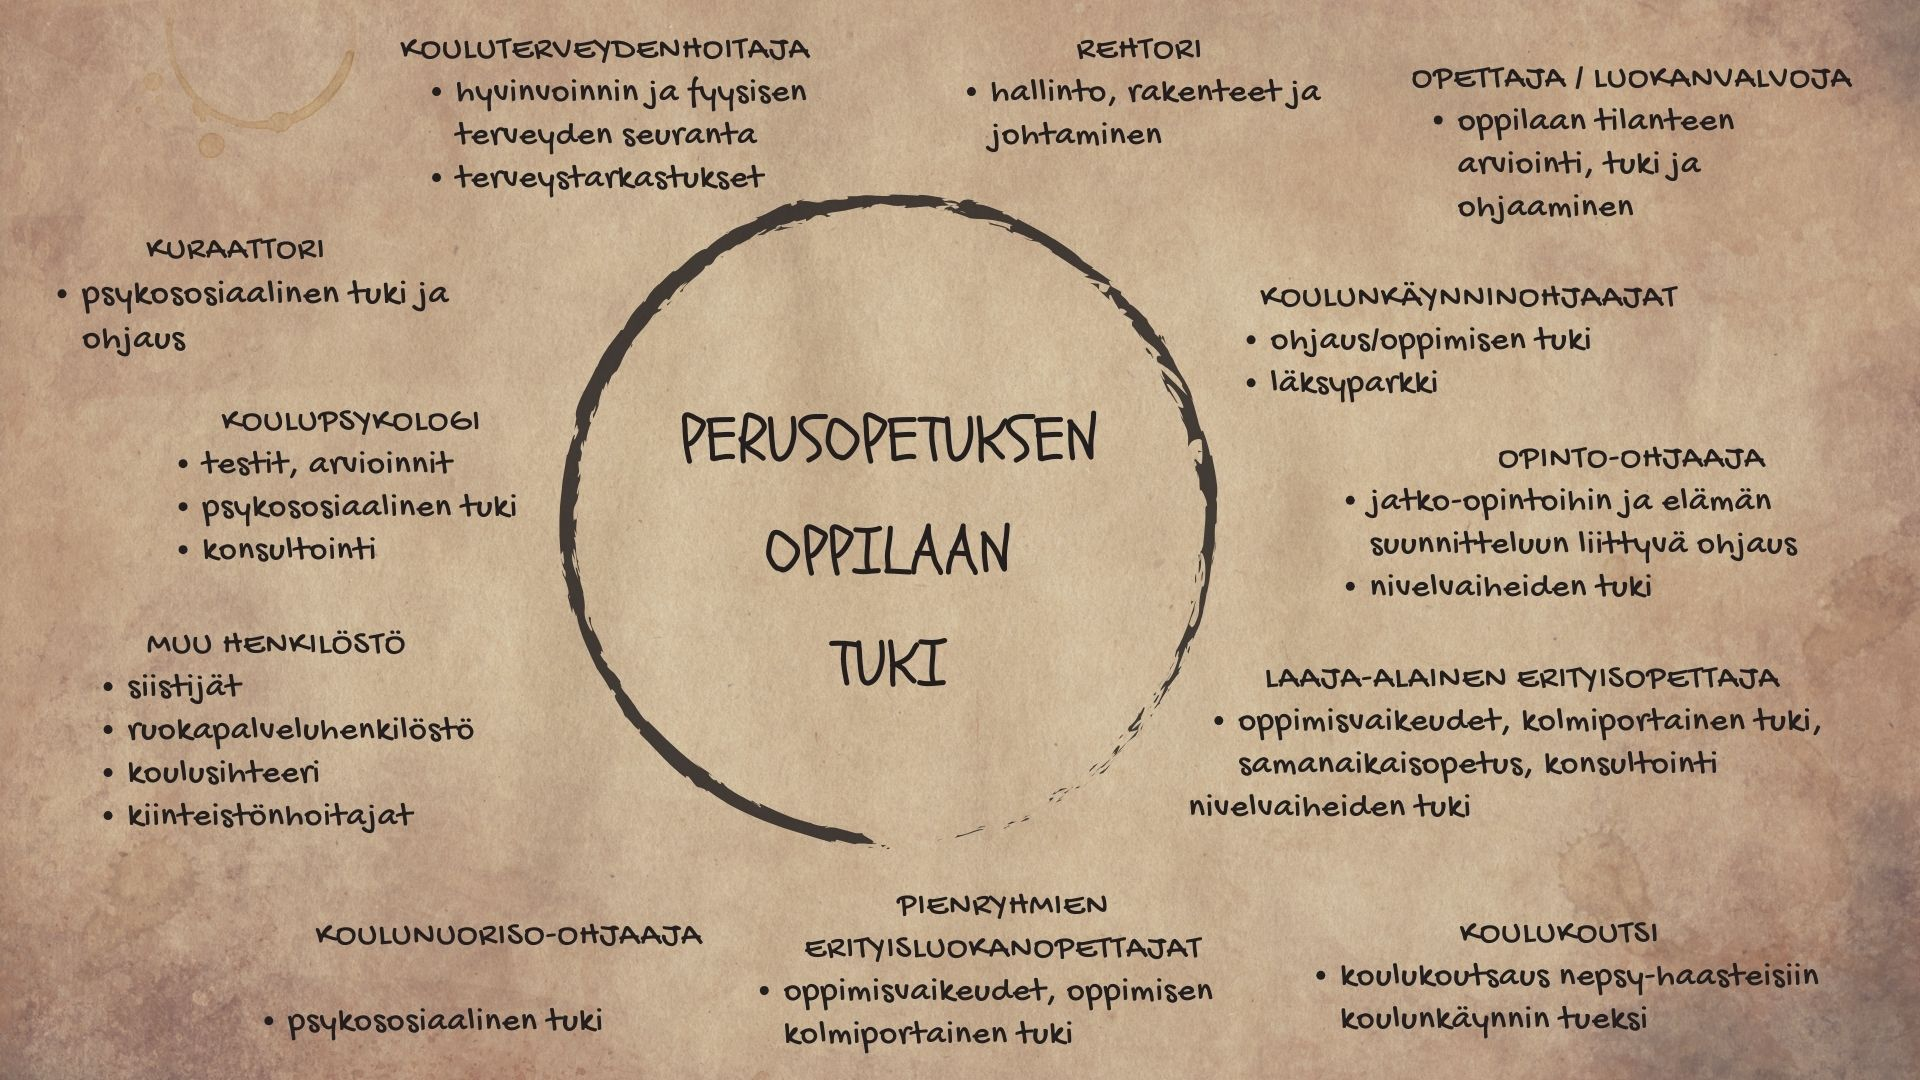 KOULUTERVEYDENHOITAJA
• hyvinvoinnin ja fyysisen
terveyden seuranta
• terveystarkastukset
REHTORI
• hallinto, rakenteet ja
johtaminen
OPETTAJA / LUOKANVALVOJA
• oppilaan tilanteen
arviointi, tuki ja
ohjaaminen
KURAATTORI
• psykososiaalinen tuki ja
ohjaus
KOULUNKÄYNNINOHJAAJAT
• ohjaus/oppimisen tuki
• läksyparkki
KOULUPSYKOLOGI
• testit, arvioinnit
• psykososiaalinen tuki
• konsultointi
PERUSOPETUKSEN
OPPILAAN
TUKI
OPINTO-OHJAAJA
• jatko-opintoihin ja elämän
suunnitteluun liittyvä ohjaus
• nivelvaiheiden tuki
MUU HENKILÖSTÖ
• siistijät
• ruokapalveluhenkilöstö
• koulusihteeri
• kiinteistönhoitajat
LAAJA-ALAINEN ERITYISOPETTAJA
• oppimisvaikeudet, kolmiportainen tuki,
samanaikaisopetus, konsultointi
nivelvaiheiden tuki
KOULUNUORISO-OHJAAJA
• psykososiaalinen tuki
PIENRYHMIEN
ERITYISLUOKANOPETTAJAT
• oppimisvaikeudet, oppimisen
kolmiportainen tuki
KOULUKOUTSI
• koulukoutsaus nepsy-haasteisiin
koulunkäynnin tueksi